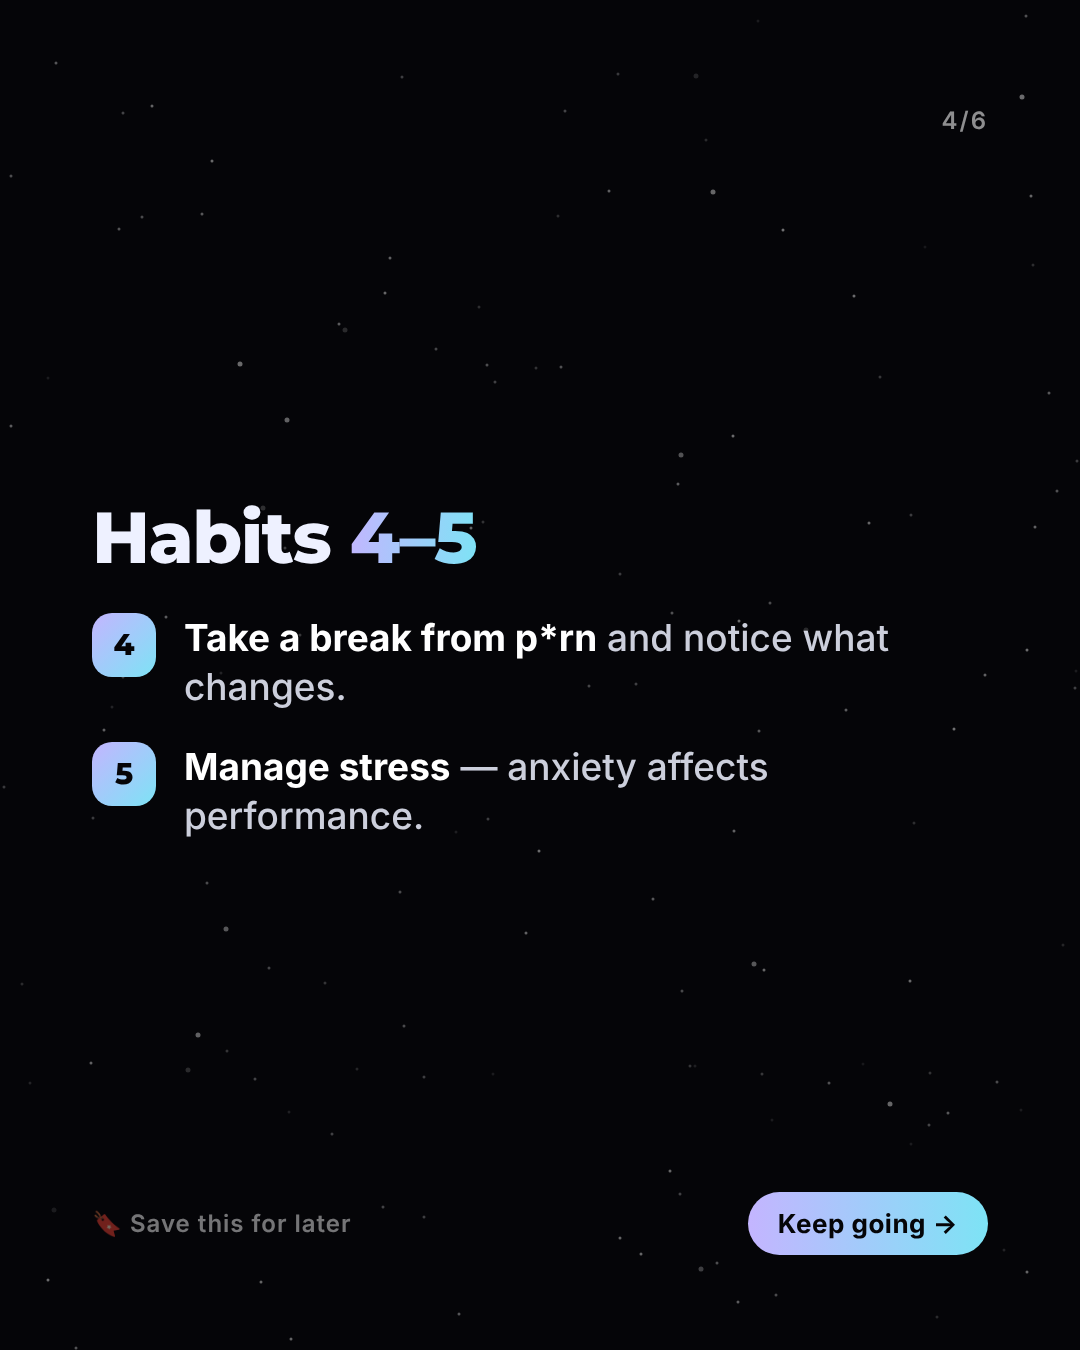 4/6
Habits 4–5
4 Take a break from p*rn and notice what
changes.
5 Manage stress — anxiety affects
performance.
🔖 Save this for later
Keep going →